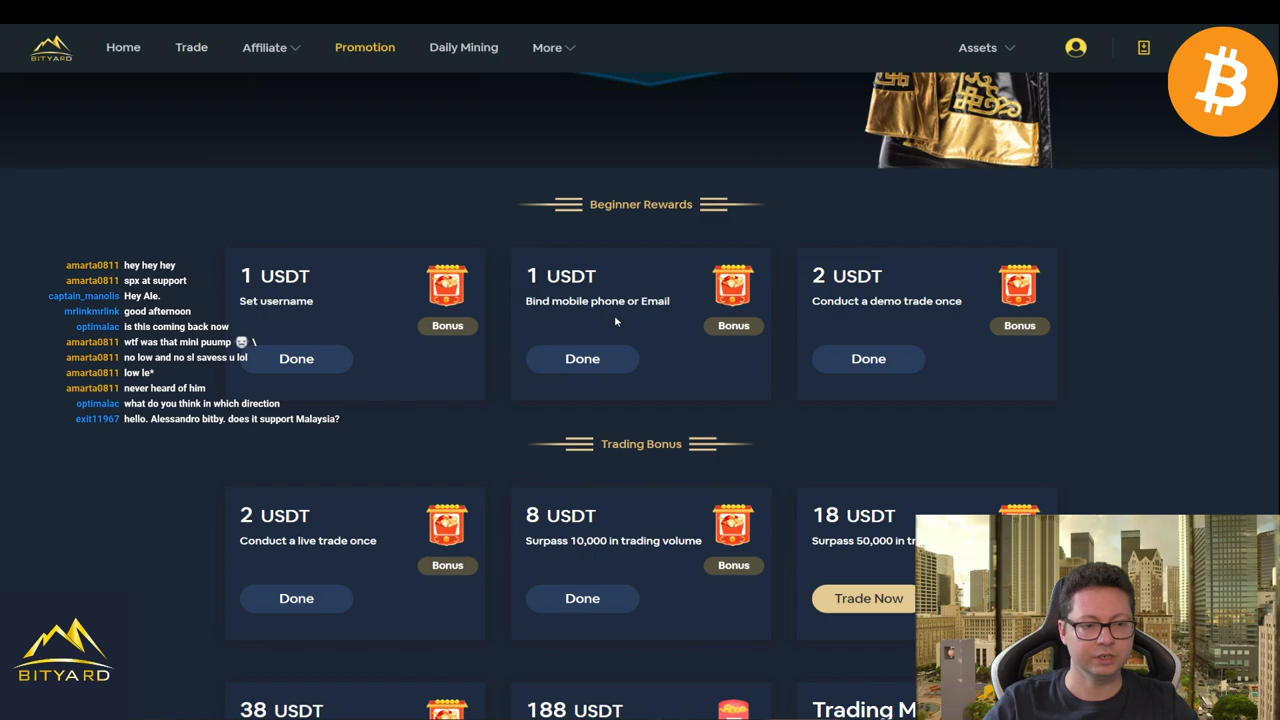 BITYARD
Home
Trade
Affiliate
Promotion
Daily Mining
More
Assets
Beginner Rewards
1 USDT
Set username
Bonus
Done
1 USDT
Bind mobile phone or Email
Bonus
Done
2 USDT
Conduct a demo trade once
Bonus
Done
amarta0811 hey hey hey
amarta0811 spx at support
captain_manolis Hey Ale.
mrlinkmrlink good afternoon
optimalac is this coming back now
amarta0811 wtf was that mini puump \
amarta0811 no low and no sl savess u lol
amarta0811 low le*
amarta0811 never heard of him
optimalac what do you think in which direction
exit11967 hello. Alessandro bitby. does it support Malaysia?
Trading Bonus
2 USDT
Conduct a live trade once
Bonus
Done
8 USDT
Surpass 10,000 in trading volume
Bonus
Done
18 USDT
Surpass 50,000 in tr
Trade Now
BITYARD
38 USDT
188 USDT
Trading M